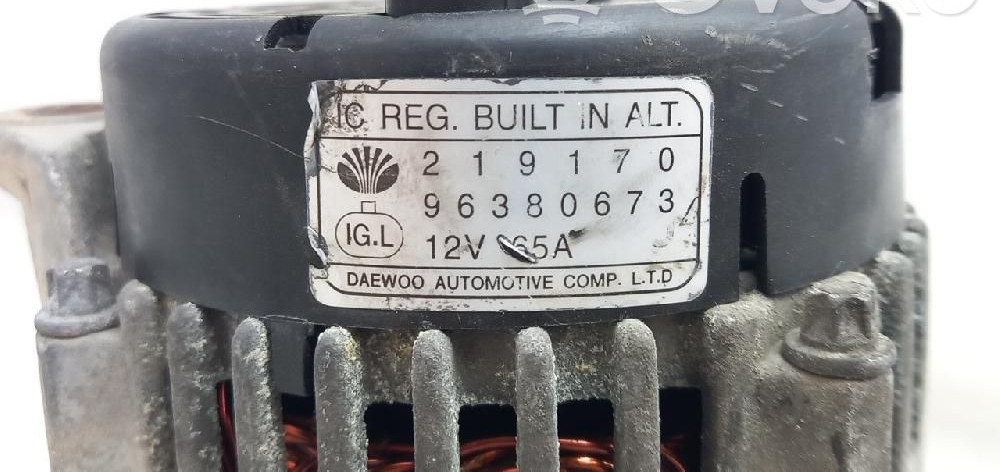 IC REG. BUILT IN ALT.
219170
96380673
IG.L
12V 65A
DAEWOO AUTOMOTIVE COMP. L.T.D